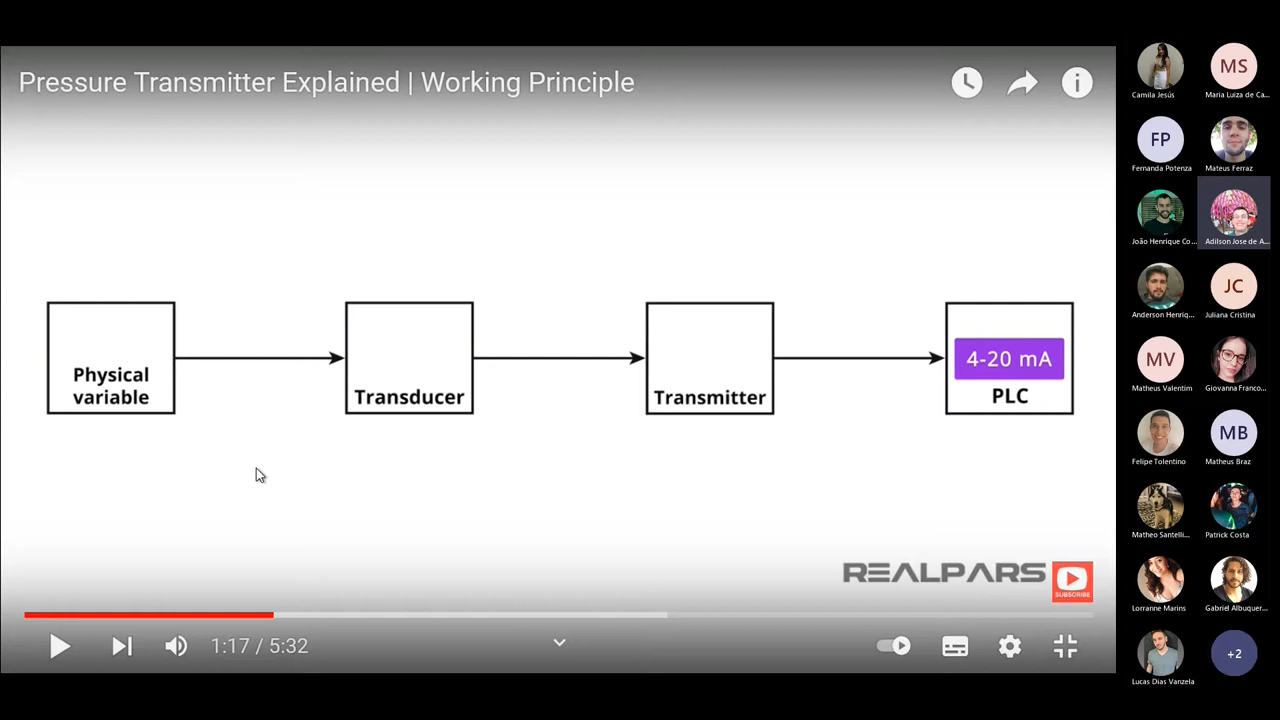 Pressure Transmitter Explained | Working Principle
Physical
variable
Transducer
Transmitter
4-20 mA
PLC
REALPARS
SUBSCRIBE
1:17 / 5:32
Camila Jesús
MS
Maria Luiza de Ca...
FP
Fernanda Potenza
Mateus Ferraz
João Henrique Co...
Adilson Jose de A...
Anderson Henriq...
JC
Juliana Cristina
MV
Matheus Valentim
Giovanna Franco...
Felipe Tolentino
MB
Matheus Braz
Matheo Santelli...
Patrick Costa
Lorranne Marins
Gabriel Albuquer...
Lucas Dias Vanzela
+2